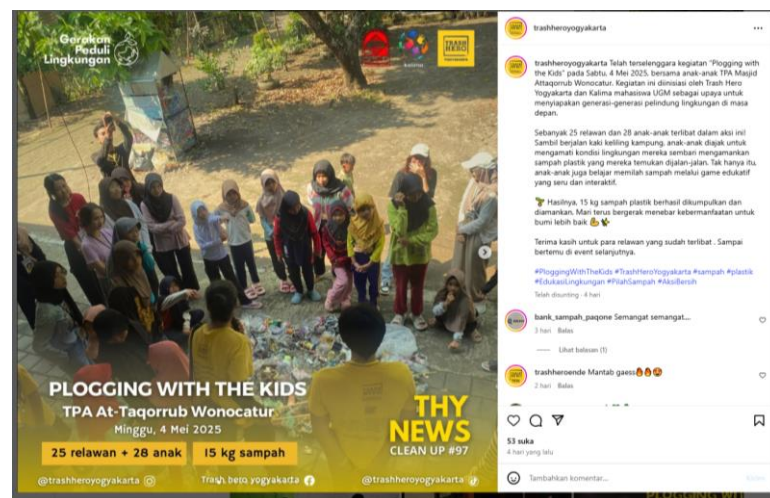 Gerakan
Peduli
Lingkungan
TRASH
HERO
PLOGGING WITH THE KIDS
TPA At-Taqorrub Wonocatur
Minggu, 4 Mei 2025
25 relawan + 28 anak
15 kg sampah
THY
NEWS
CLEAN UP #97
@trashheroyogyakarta
Trash hero yogyakarta
@trashheroyogyakarta
trashheroyogyakarta
trashheroyogyakarta Telah terselenggara kegiatan "Plogging with
the Kids" pada Sabtu, 4 Mei 2025, bersama anak-anak TPA Masjid
Attaqorrub Wonocatur. Kegiatan ini diinisiasi oleh Trash Hero
Yogyakarta dan Kalima mahasiswa UGM sebagai upaya untuk
menyiapkan generasi-generasi pelindung lingkungan di masa
depan.
Sebanyak 25 relawan dan 28 anak-anak terlibat dalam aksi ini!
Sambil berjalan kaki keliling kampung, anak-anak diajak untuk
mengamati kondisi lingkungan mereka sembari mengamankan
sampah plastik yang mereka temukan dijalan-jalan. Tak hanya itu,
anak-anak juga belajar memilah sampah melalui game edukatif
yang seru dan interaktif.
Hasilnya, 15 kg sampah plastik berhasil dikumpulkan dan
diamankan. Mari terus bergerak menebar kebermanfaatan untuk
bumi lebih baik
Terima kasih untuk para relawan yang sudah terlibat . Sampai
bertemu di event selanjutnya.
#PloggingWithTheKids #TrashHeroYogyakarta #sampah #plastik
#EdukasiLingkungan #PilahSampah #AksiBersih
Telah disunting · 4 hari
bank_sampah_paqone Semangat semangat...
3 hari Balas
Lihat balasan (1)
trashheroende Mantab gaess
2 hari Balas
53 suka
4 hari yang lalu
Tambahkan komentar...